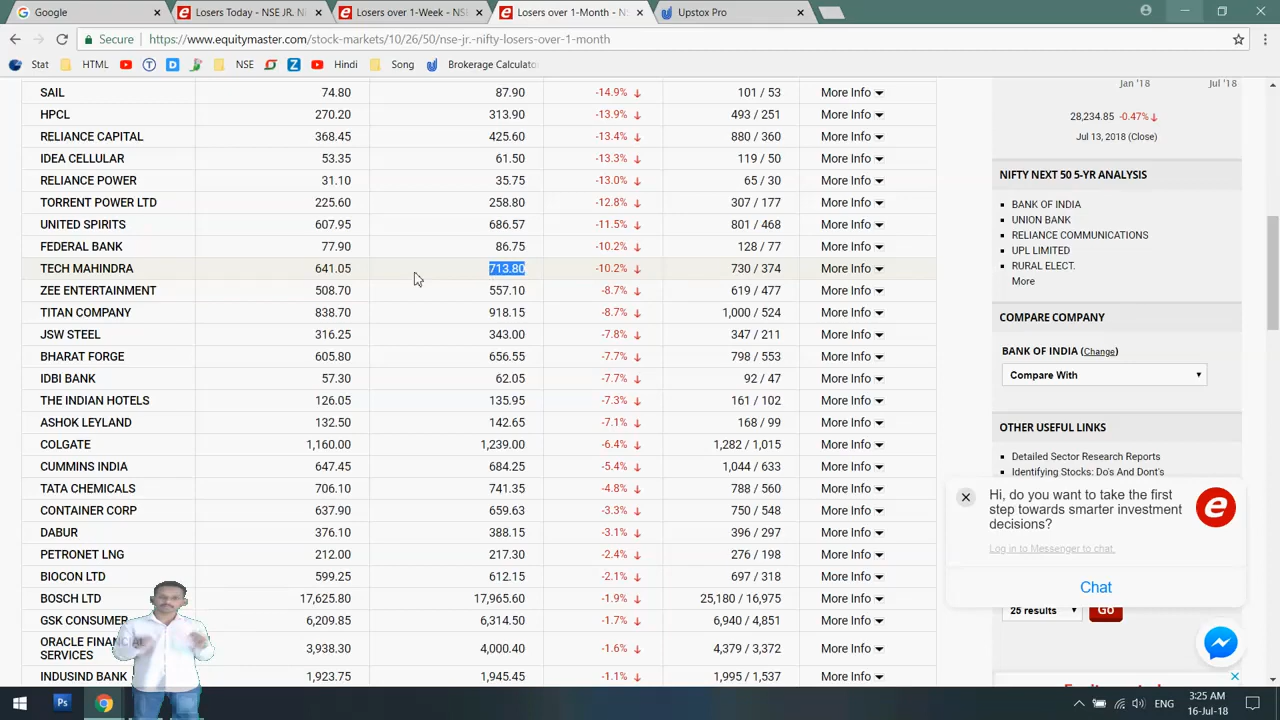 Google
Losers Today - NSE JR. N
Losers over 1-Week - NSE
Losers over 1-Month - NS
Upstox Pro
Secure
https://www.equitymaster.com/stock-markets/10/26/50/nse-jr.-nifty-losers-over-1-month
Stat HTML NSE Hindi Song Brokerage Calculato
SAIL 74.80 87.90 -14.9% 101 / 53 More Info
HPCL 270.20 313.90 -13.9% 493 / 251 More Info
RELIANCE CAPITAL 368.45 425.60 -13.4% 880 / 360 More Info
IDEA CELLULAR 53.35 61.50 -13.3% 119 / 50 More Info
RELIANCE POWER 31.10 35.75 -13.0% 65 / 30 More Info
TORRENT POWER LTD 225.60 258.80 -12.8% 307 / 177 More Info
UNITED SPIRITS 607.95 686.57 -11.5% 801 / 468 More Info
FEDERAL BANK 77.90 86.75 -10.2% 128 / 77 More Info
TECH MAHINDRA 641.05 713.80 -10.2% 730 / 374 More Info
ZEE ENTERTAINMENT 508.70 557.10 -8.7% 619 / 477 More Info
TITAN COMPANY 838.70 918.15 -8.7% 1,000 / 524 More Info
JSW STEEL 316.25 343.00 -7.8% 347 / 211 More Info
BHARAT FORGE 605.80 656.55 -7.7% 798 / 553 More Info
IDBI BANK 57.30 62.05 -7.7% 92 / 47 More Info
THE INDIAN HOTELS 126.05 135.95 -7.3% 161 / 102 More Info
ASHOK LEYLAND 132.50 142.65 -7.1% 168 / 99 More Info
COLGATE 1,160.00 1,239.00 -6.4% 1,282 / 1,015 More Info
CUMMINS INDIA 647.45 684.25 -5.4% 1,044 / 633 More Info
TATA CHEMICALS 706.10 741.35 -4.8% 788 / 560 More Info
CONTAINER CORP 637.90 659.63 -3.3% 750 / 548 More Info
DABUR 376.10 388.15 -3.1% 396 / 297 More Info
PETRONET LNG 212.00 217.30 -2.4% 276 / 198 More Info
BIOCON LTD 599.25 612.15 -2.1% 697 / 318 More Info
BOSCH LTD 17,625.80 17,965.60 -1.9% 25,180 / 16,975 More Info
GSK CONSUMER 6,209.85 6,314.50 -1.7% 6,940 / 4,851 More Info
ORACLE FINANCIAL
SERVICES 3,938.30 4,000.40 -1.6% 4,379 / 3,372 More Info
INDUSIND BANK 1,923.75 1,945.45 -1.1% 1,995 / 1,537 More Info
Jan '18 Jul '18
28,234.85 -0.47%
Jul 13, 2018 (Close)
NIFTY NEXT 50 5-YR ANALYSIS
BANK OF INDIA
UNION BANK
RELIANCE COMMUNICATIONS
UPL LIMITED
RURAL ELECT.
More
COMPARE COMPANY
BANK OF INDIA (Change)
Compare With
OTHER USEFUL LINKS
Detailed Sector Research Reports
Identifying Stocks: Do's And Dont's
Hi, do you want to take the first
step towards smarter investment
decisions?
Log in to Messenger to chat.
Chat
25 results Go
Ps
ENG
3:25 AM
16-Jul-18